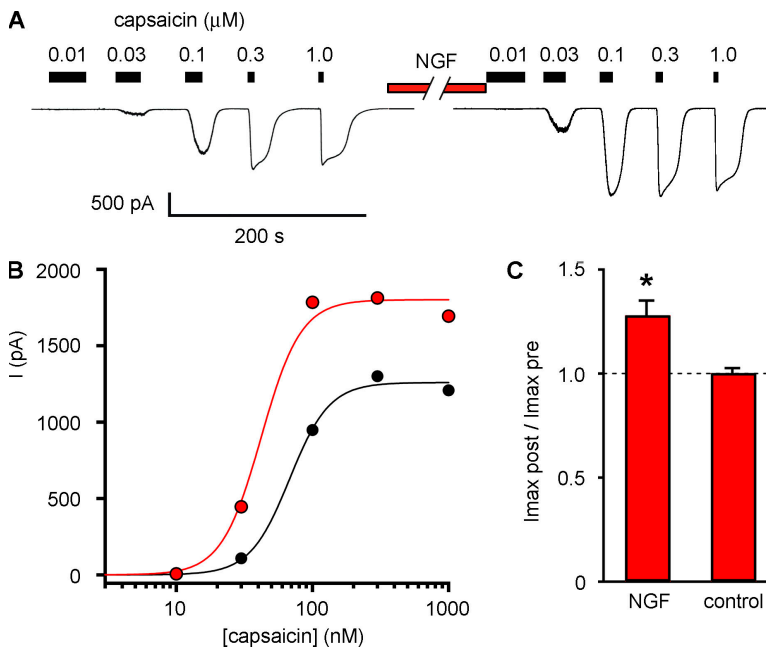 A
capsaicin (μM)
0.01 0.03 0.1 0.3 1.0 NGF 0.01 0.03 0.1 0.3 1.0
500 pA
200 s
B
I (pA)
2000
1500
1000
500
0
10 100 1000
[capsaicin] (nM)
C
Imax post / Imax pre
1.5
*
1.0
0.5
0
NGF control